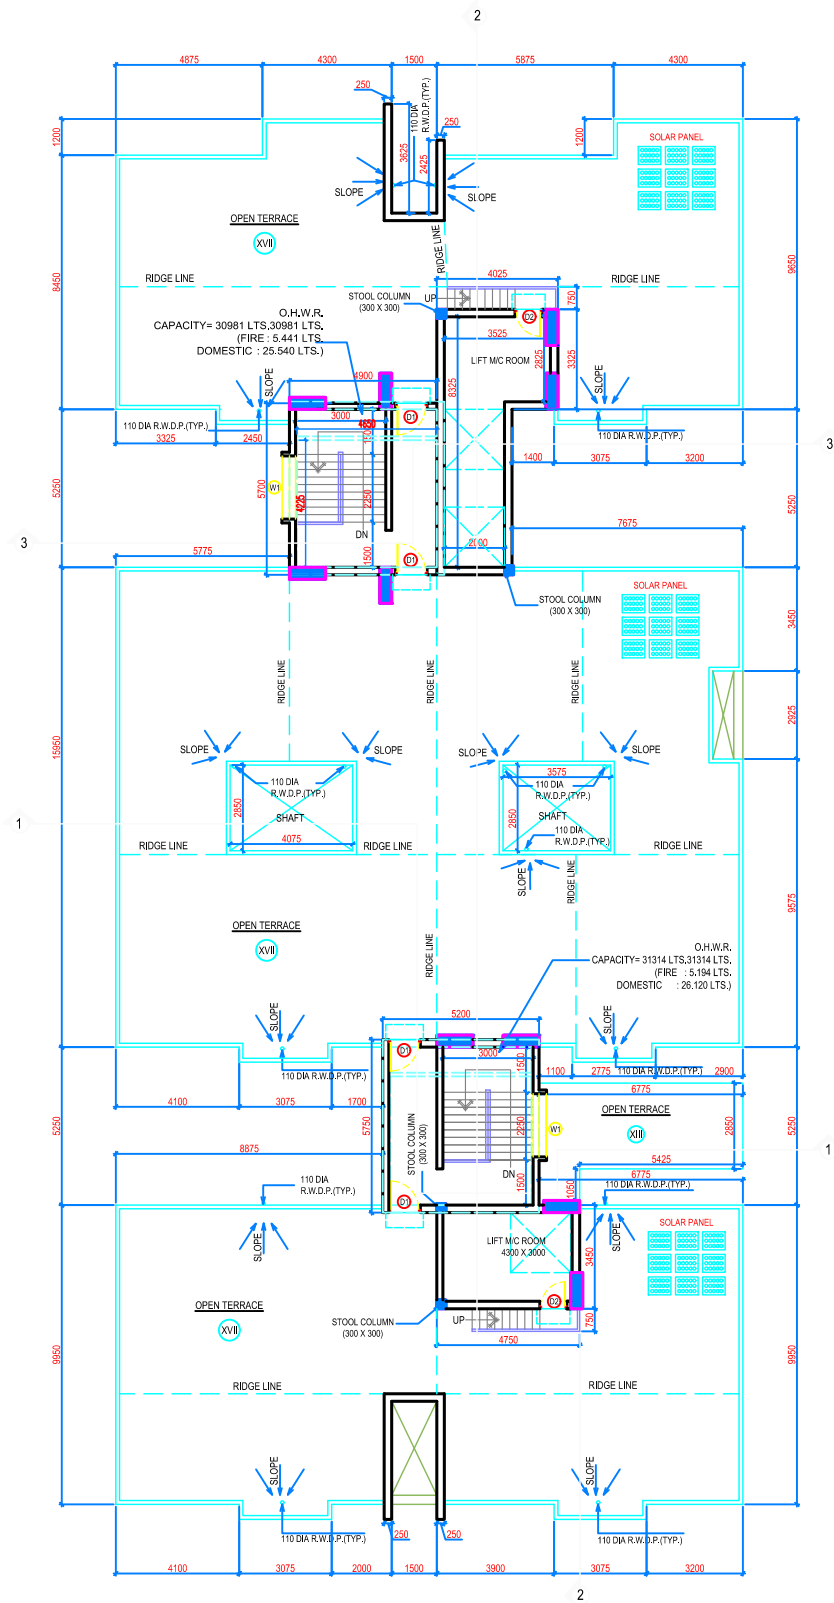 2
4875
4300
1500
5875
4300
250
110 DIA
R.W.D.P.(TYP.)
250
1200
1200
SOLAR PANEL
3625
2425
SLOPE
SLOPE
OPEN TERRACE
XVII
RIDGE LINE
RIDGE LINE
4025
RIDGE LINE
8450
9650
STOOL COLUMN
(300 X 300)
UP
750
O.H.W.R.
CAPACITY= 30981 LTS,30981 LTS.
(FIRE : 5.441 LTS.
DOMESTIC : 25.540 LTS.)
D2
3525
LIFT M/C ROOM
2825
3325
8325
SLOPE
4900
SLOPE
3000
4650
D1
110 DIA R.W.D.P.(TYP.)
1500
110 DIA R.W.D.P.(TYP.)
3325
2450
3
1400
3075
3200
5250
5700
W1
4225
2250
5250
7675
DN
3
5775
1500
D1
2000
STOOL COLUMN
(300 X 300)
SOLAR PANEL
3450
RIDGE LINE
RIDGE LINE
RIDGE LINE
2925
15950
SLOPE
SLOPE
SLOPE
SLOPE
110 DIA
R.W.D.P.(TYP.)
3575
110 DIA
R.W.D.P.(TYP.)
2850
SHAFT
2850
SHAFT
1
4075
110 DIA
R.W.D.P.(TYP.)
RIDGE LINE
RIDGE LINE
RIDGE LINE
SLOPE
RIDGE LINE
9575
OPEN TERRACE
XVII
RIDGE LINE
O.H.W.R.
CAPACITY= 31314 LTS,31314 LTS.
(FIRE : 5.194 LTS.
DOMESTIC : 26.120 LTS.)
SLOPE
5200
SLOPE
D1
3000
1500
110 DIA R.W.D.P.(TYP.)
110 DIA R.W.D.P.(TYP.)
1100
2775
2900
4100
3075
1700
6775
5250
5750
STOOL COLUMN
(300 X 300)
2250
W1
OPEN TERRACE
XIII
2850
5250
1
8875
DN
1500
5425
6775
110 DIA
R.W.D.P.(TYP.)
D1
1050
110 DIA R.W.D.P.(TYP.)
SLOPE
SLOPE
SOLAR PANEL
LIFT M/C ROOM
4300 X 3000
3450
OPEN TERRACE
XVII
D2
STOOL COLUMN
(300 X 300)
UP
750
4750
9950
9950
RIDGE LINE
RIDGE LINE
SLOPE
SLOPE
110 DIA R.W.D.P.(TYP.)
250
250
110 DIA R.W.D.P.(TYP.)
4100
3075
2000
1500
3900
3075
3200
2